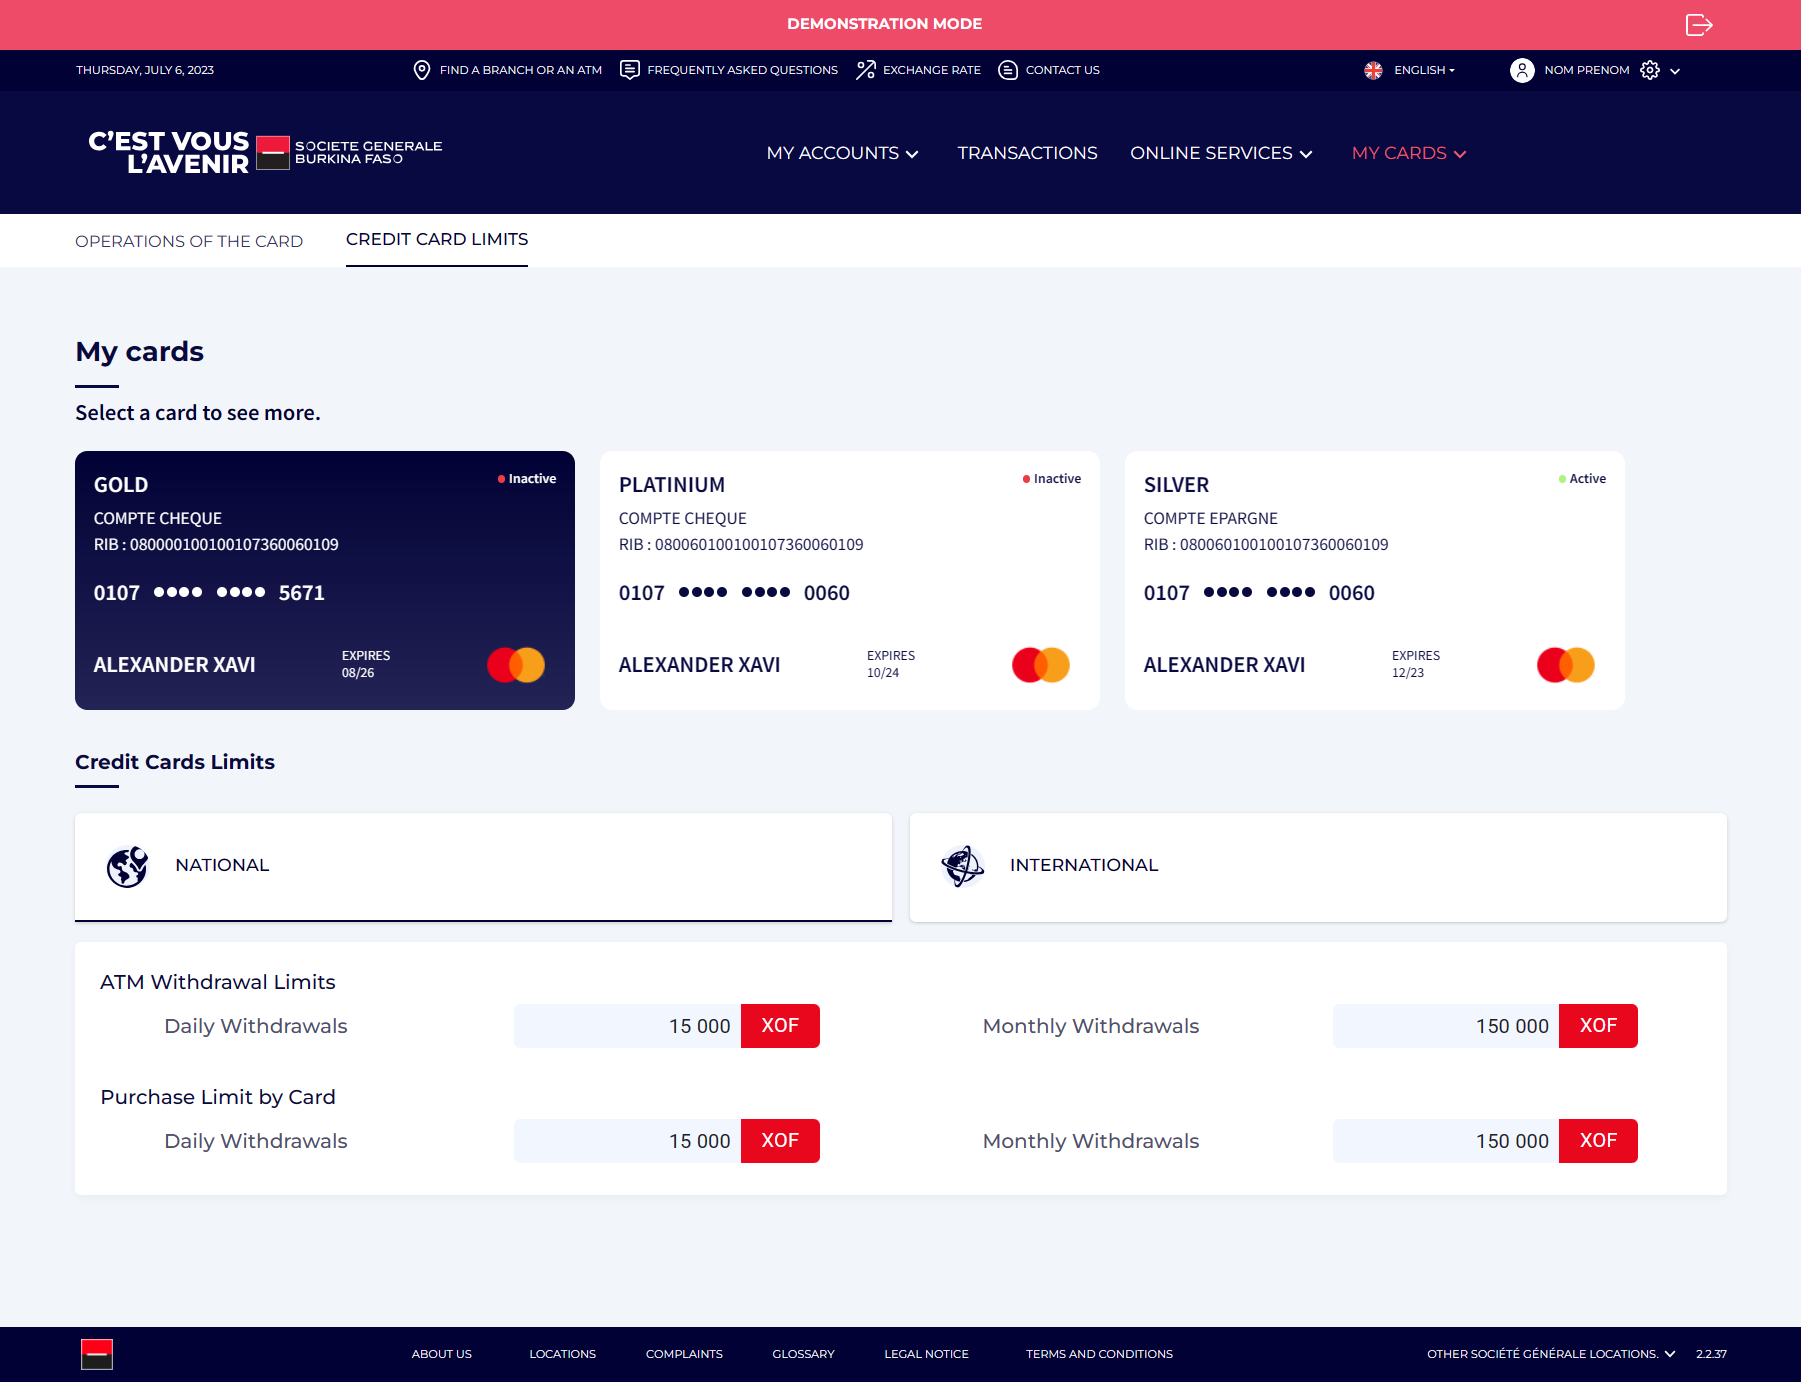 DEMONSTRATION MODE
THURSDAY, JULY 6, 2023
FIND A BRANCH OR AN ATM
FREQUENTLY ASKED QUESTIONS
EXCHANGE RATE
CONTACT US
ENGLISH
NOM PRENOM
C'EST VOUS
L'AVENIR
SOCIETE GENERALE
BURKINA FASO
MY ACCOUNTS
TRANSACTIONS
ONLINE SERVICES
MY CARDS
OPERATIONS OF THE CARD
CREDIT CARD LIMITS
My cards
Select a card to see more.
GOLD
Inactive
COMPTE CHEQUE
RIB : 080000100100107360060109
0107 •••• •••• 5671
ALEXANDER XAVI
EXPIRES
08/26
PLATINIUM
Inactive
COMPTE CHEQUE
RIB : 080060100100107360060109
0107 •••• •••• 0060
ALEXANDER XAVI
EXPIRES
10/24
SILVER
Active
COMPTE EPARGNE
RIB : 080060100100107360060109
0107 •••• •••• 0060
ALEXANDER XAVI
EXPIRES
12/23
Credit Cards Limits
NATIONAL
INTERNATIONAL
ATM Withdrawal Limits
Daily Withdrawals
15 000 XOF
Monthly Withdrawals
150 000 XOF
Purchase Limit by Card
Daily Withdrawals
15 000 XOF
Monthly Withdrawals
150 000 XOF
ABOUT US
LOCATIONS
COMPLAINTS
GLOSSARY
LEGAL NOTICE
TERMS AND CONDITIONS
OTHER SOCIÉTÉ GÉNÉRALE LOCATIONS.
2.2.37